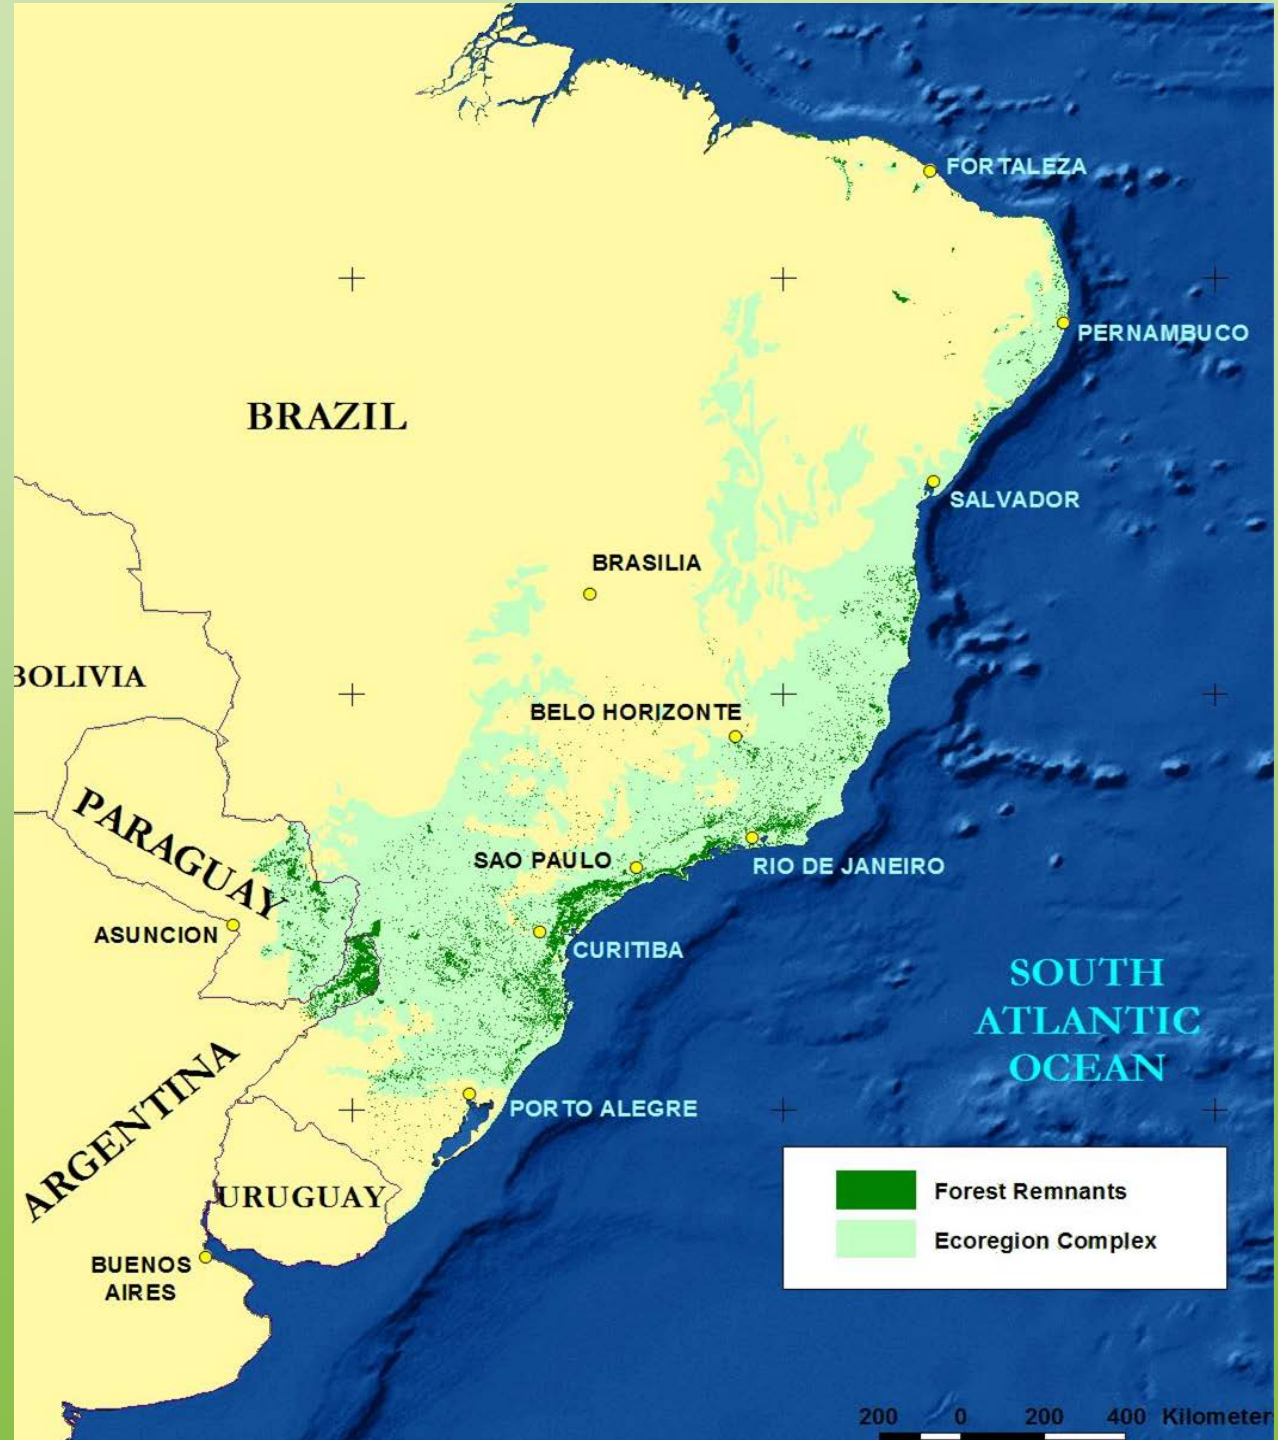 FORTALEZA
PERNAMBUCO
BRAZIL
SALVADOR
BRASILIA
BOLIVIA
BELO HORIZONTE
PARAGUAY
SAO PAULO
RIO DE JANEIRO
ASUNCION
CURITIBA
SOUTH
ATLANTIC
OCEAN
ARGENTINA
PORTO ALEGRE
URUGUAY
Forest Remnants
Ecoregion Complex
BUENOS
AIRES
200 0 200 400 Kilometer